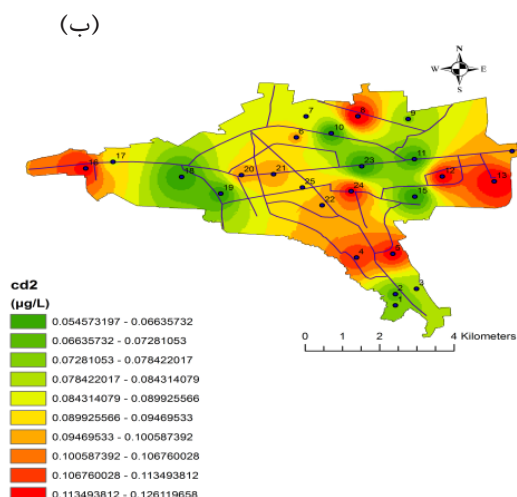 (ب)
N
W E
S
7
8
9
6
10
16
17
18
19
20
21
23
11
12
13
25
22
24
15
4
5
2
3
1
cd2
(µg/L)
0.054573197 - 0.06635732
0.06635732 - 0.07281053
0.07281053 - 0.078422017
0.078422017 - 0.084314079
0.084314079 - 0.089925566
0.089925566 - 0.09469533
0.09469533 - 0.100587392
0.100587392 - 0.106760028
0.106760028 - 0.113493812
0.113493812 - 0.126119658
0 1 2 4 Kilometers